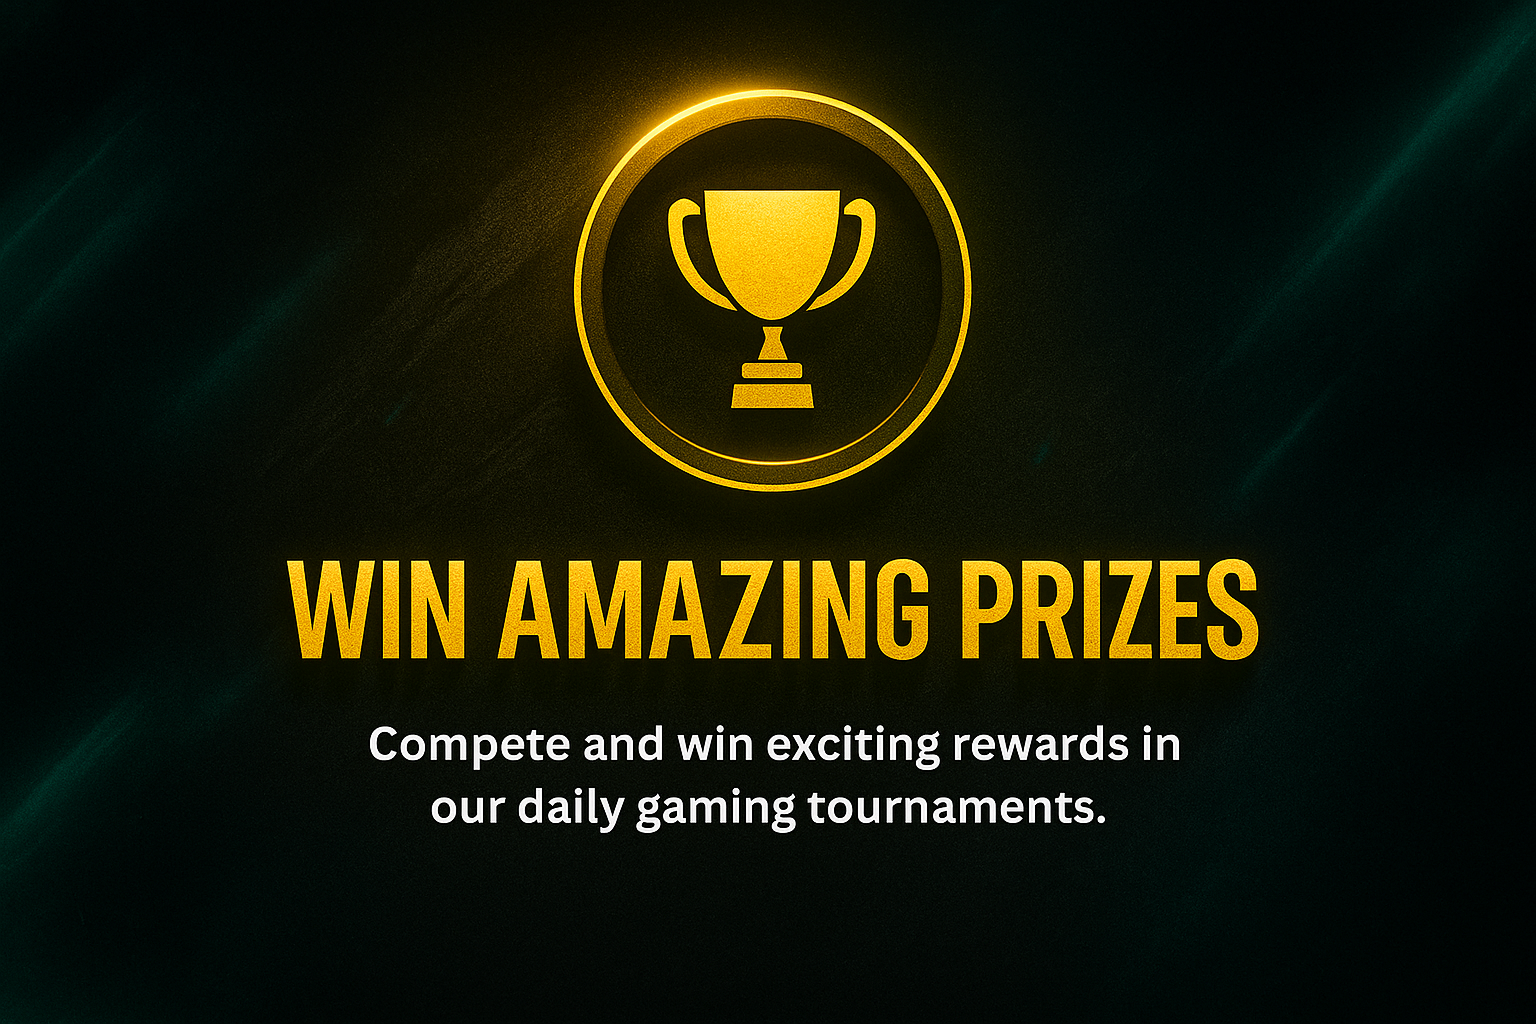 WIN AMAZING PRIZES
Compete and win exciting rewards in
our daily gaming tournaments.